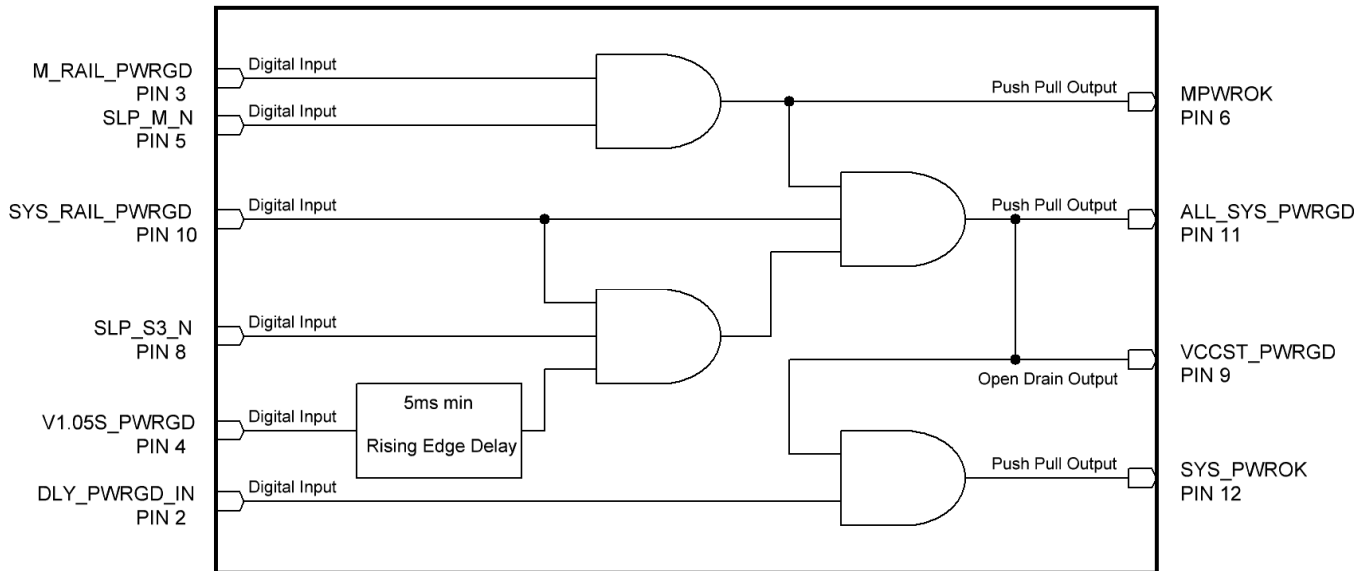 M_RAIL_PWRGD
PIN 3
Digital Input
SLP_M_N
PIN 5
Digital Input
Push Pull Output
MPWROK
PIN 6
SYS_RAIL_PWRGD
PIN 10
Digital Input
Push Pull Output
ALL_SYS_PWRGD
PIN 11
SLP_S3_N
PIN 8
Digital Input
Open Drain Output
VCCST_PWRGD
PIN 9
V1.05S_PWRGD
PIN 4
Digital Input
5ms min
Rising Edge Delay
DLY_PWRGD_IN
PIN 2
Digital Input
Push Pull Output
SYS_PWROK
PIN 12